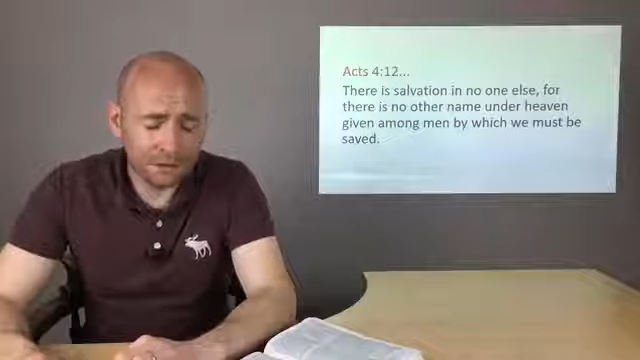 Acts 4:12...
There is salvation in no one else, for
there is no other name under heaven
given among men by which we must be
saved.